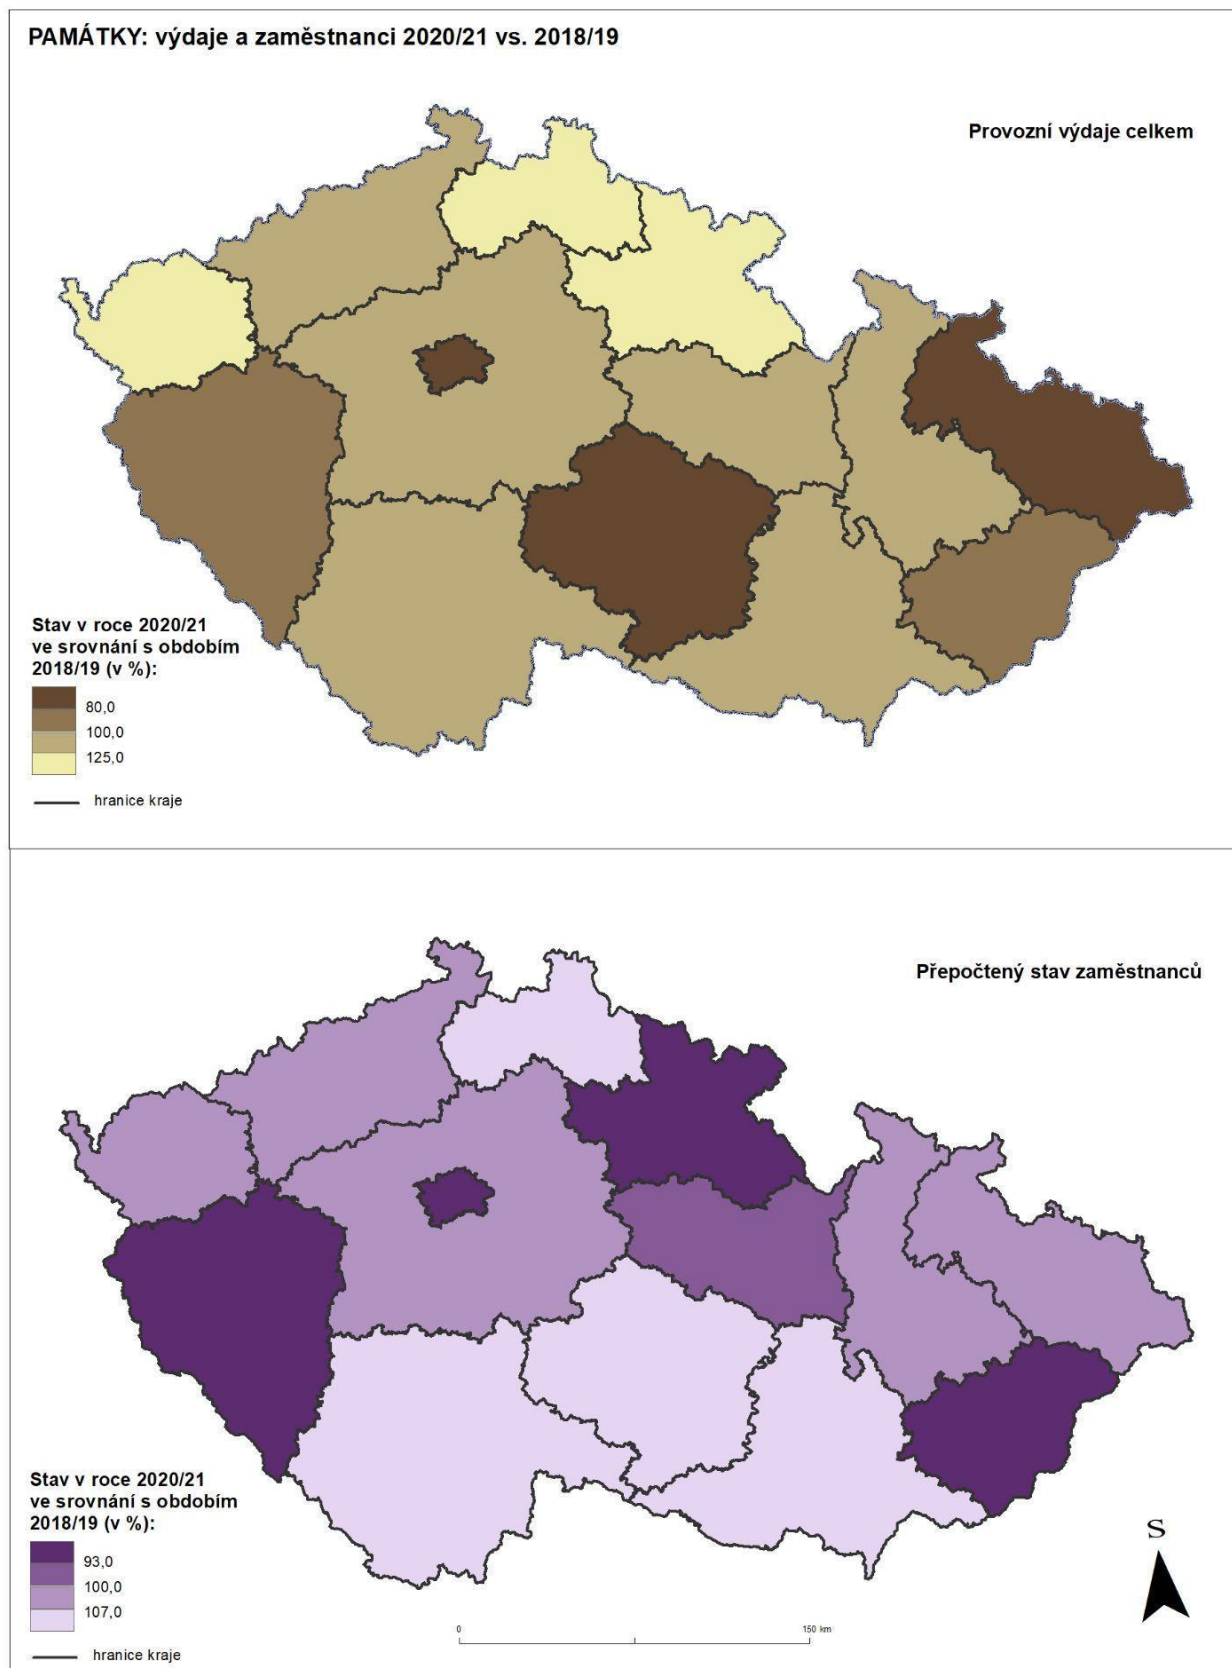 PAMÁTKY: výdaje a zaměstnanci 2020/21 vs. 2018/19
Provozní výdaje celkem
Stav v roce 2020/21
ve srovnání s obdobím
2018/19 (v %):
80,0
100,0
125,0
hranice kraje
Přepočtený stav zaměstnanců
Stav v roce 2020/21
ve srovnání s obdobím
2018/19 (v %):
93,0
100,0
107,0
hranice kraje
0 150 km
S